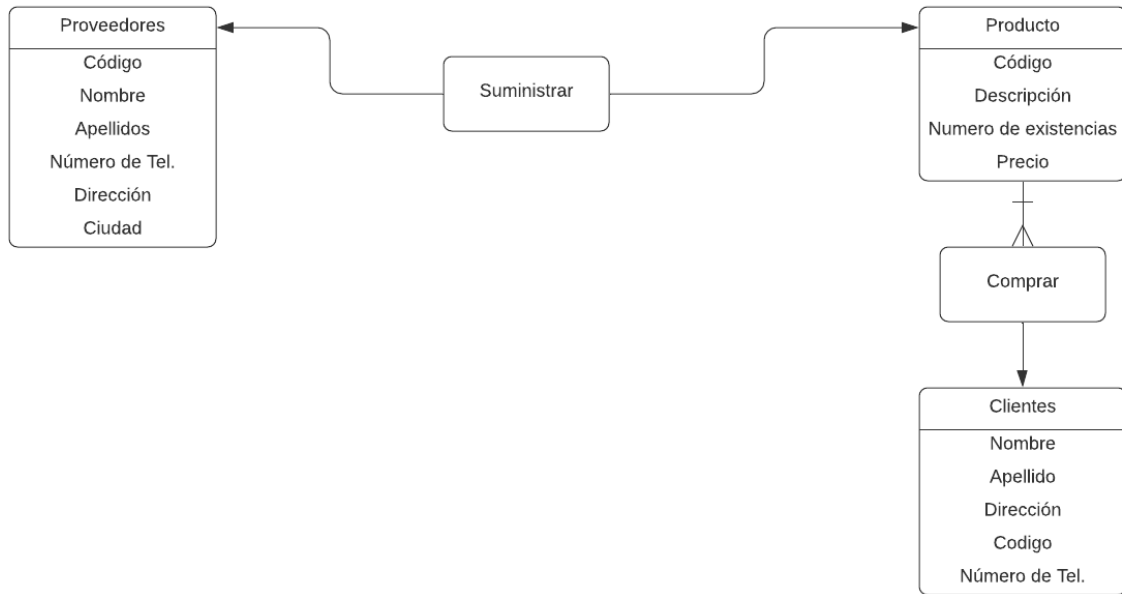 Proveedores
Código
Nombre
Apellidos
Número de Tel.
Dirección
Ciudad
Suministrar
Producto
Código
Descripción
Numero de existencias
Precio
Comprar
Clientes
Nombre
Apellido
Dirección
Codigo
Número de Tel.